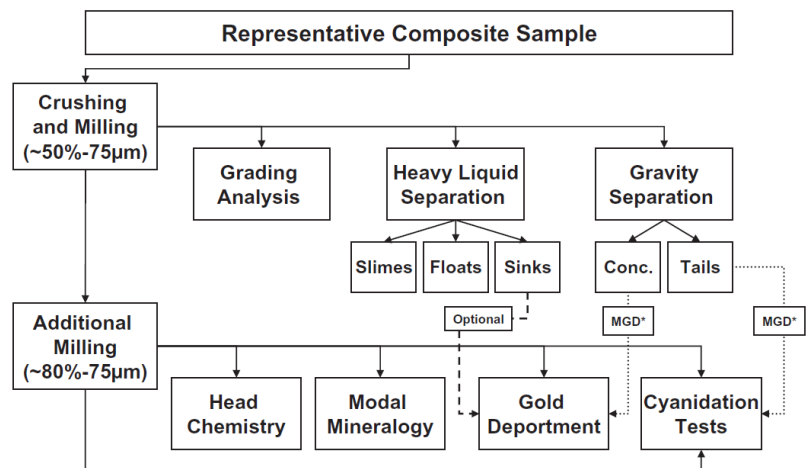 Representative Composite Sample
Crushing
and Milling
(~50%-75µm)
Grading
Analysis
Heavy Liquid
Separation
Gravity
Separation
Slimes
Floats
Sinks
Conc.
Tails
Optional
MGD*
MGD*
Additional
Milling
(~80%-75µm)
Head
Chemistry
Modal
Mineralogy
Gold
Deportment
Cyanidation
Tests